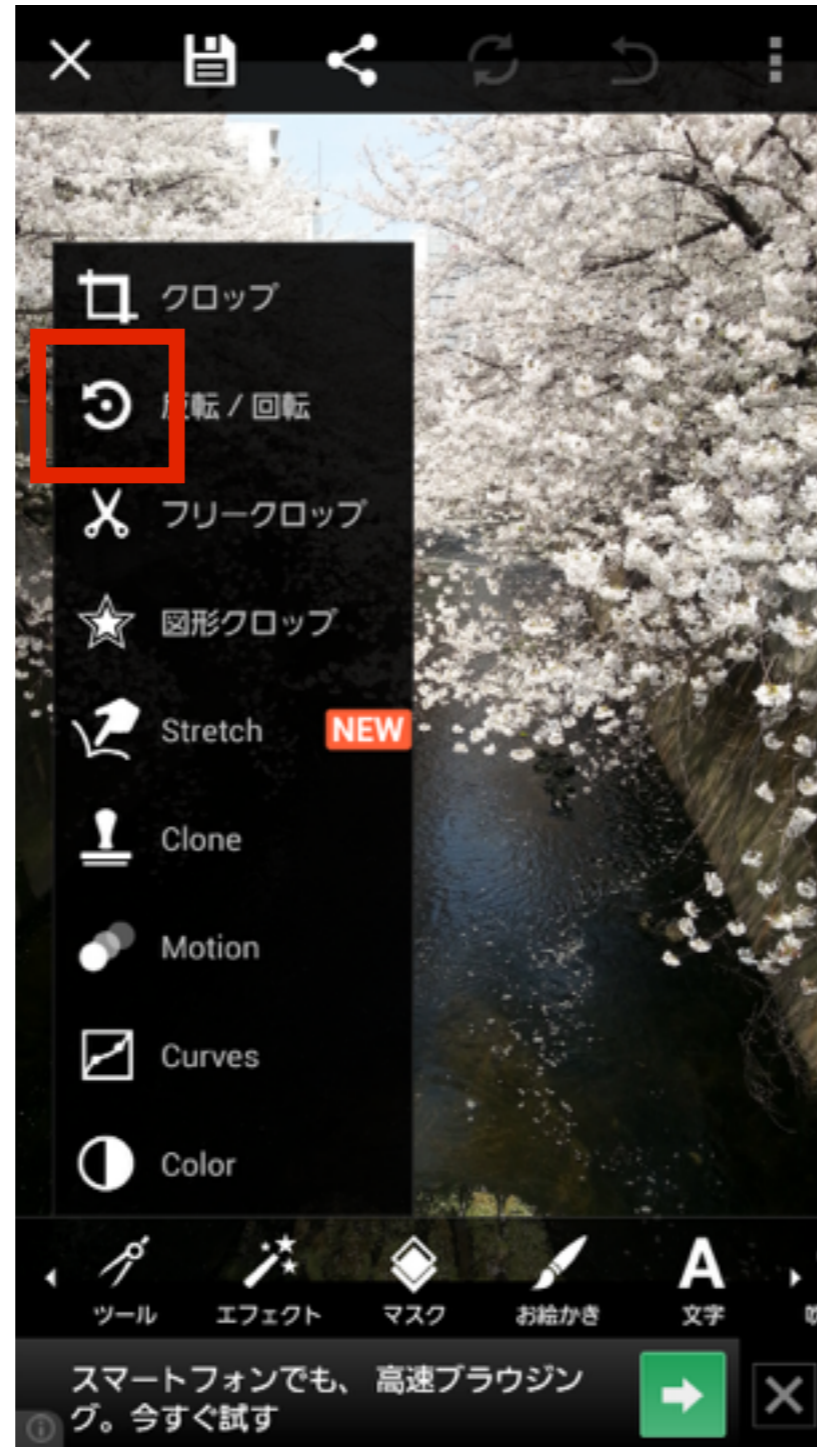 クロップ
反転 / 回転
フリークロップ
図形クロップ
Stretch NEW
Clone
Motion
Curves
Color
ツール エフェクト マスク お絵かき 文字
スマートフォンでも、 高速ブラウジン
グ。今すぐ試す